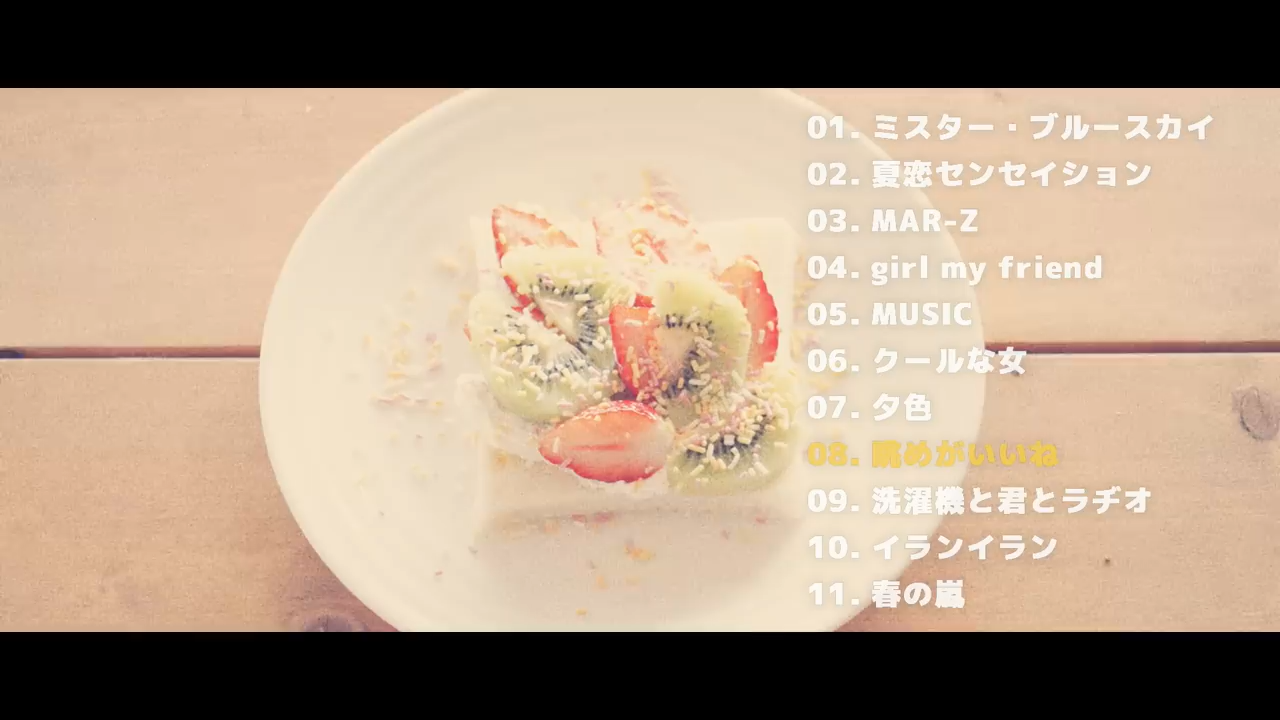 01. ミスター・ブルースカイ
02. 夏恋センセイション
03. MAR-Z
04. girl my friend
05. MUSIC
06. クールな女
07. 夕色
08. 眺めがいいね
09. 洗濯機と君とラヂオ
10. イランイラン
11. 春の嵐